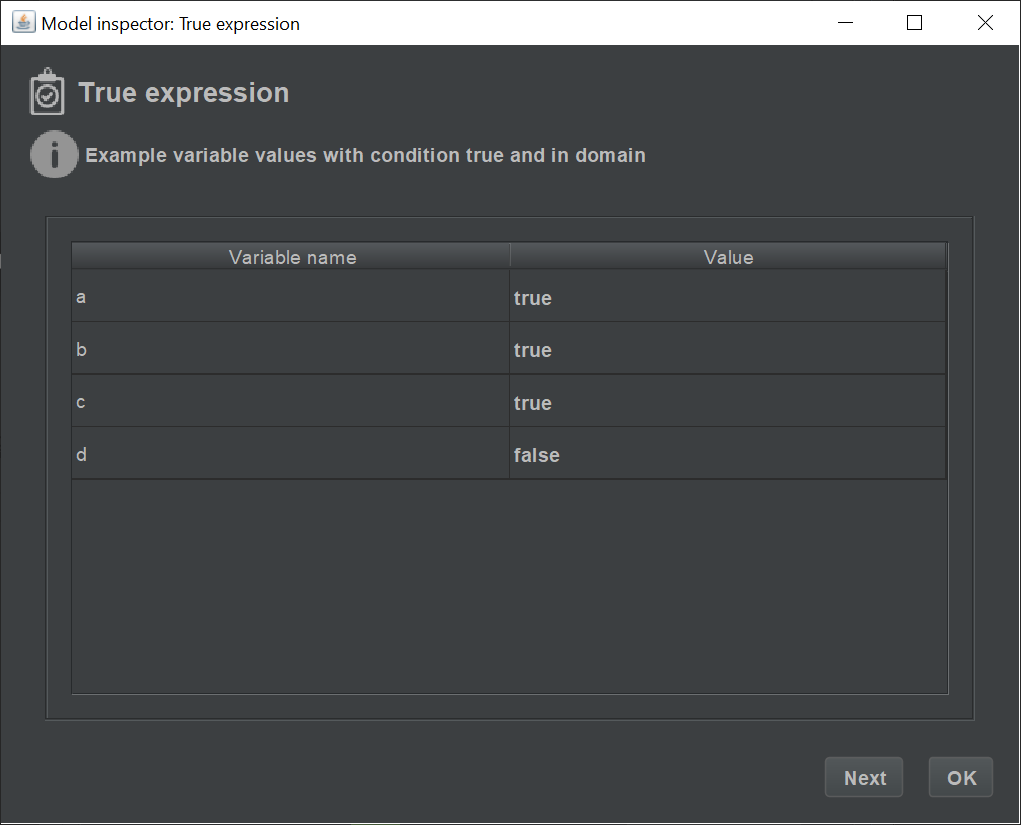 Model inspector: True expression
True expression
Example variable values with condition true and in domain
Variable name Value
a true
b true
c true
d false
Next OK